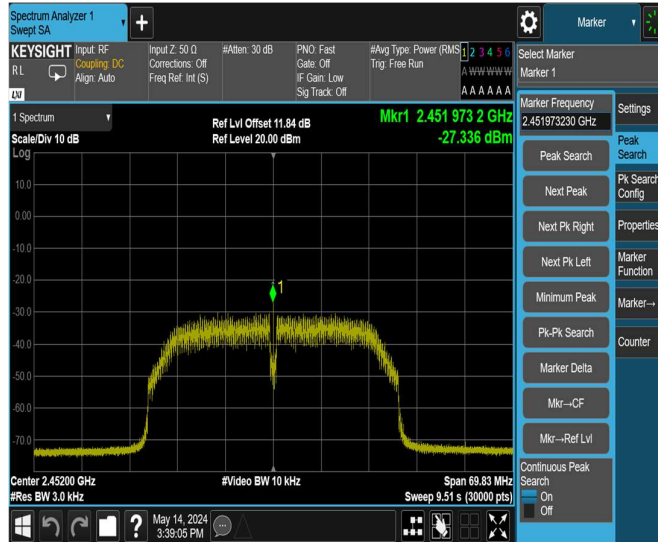 Spectrum Analyzer 1
Swept SA
+
Marker
KEYSIGHT
RL
LXI
Input: RF
Coupling: DC
Align: Auto
Input Z: 50 Ω
Corrections: Off
Freq Ref: Int (S)
#Atten: 30 dB
PNO: Fast
Gate: Off
IF Gain: Low
Sig Track: Off
#Avg Type: Power (RMS
Trig: Free Run
1 2 3 4 5 6
A W W W W W
A A A A A A
Select Marker
Marker 1
1 Spectrum
Scale/Div 10 dB
Log
Ref Lvl Offset 11.84 dB
Ref Level 20.00 dBm
Mkr1 2.451 973 2 GHz
-27.336 dBm
10.0
0.00
-10.0
-20.0
-30.0
-40.0
-50.0
-60.0
-70.0
1
Center 2.45200 GHz
#Res BW 3.0 kHz
#Video BW 10 kHz
Span 69.83 MHz
Sweep 9.51 s (30000 pts)
Marker Frequency
2.451973230 GHz
Peak Search
Next Peak
Next Pk Right
Next Pk Left
Minimum Peak
Pk-Pk Search
Marker Delta
Mkr→CF
Mkr→Ref Lvl
Continuous Peak
Search
On
Off
Settings
Peak
Search
Pk Search
Config
Properties
Marker
Function
Marker→
Counter
?
May 14, 2024
3:39:05 PM